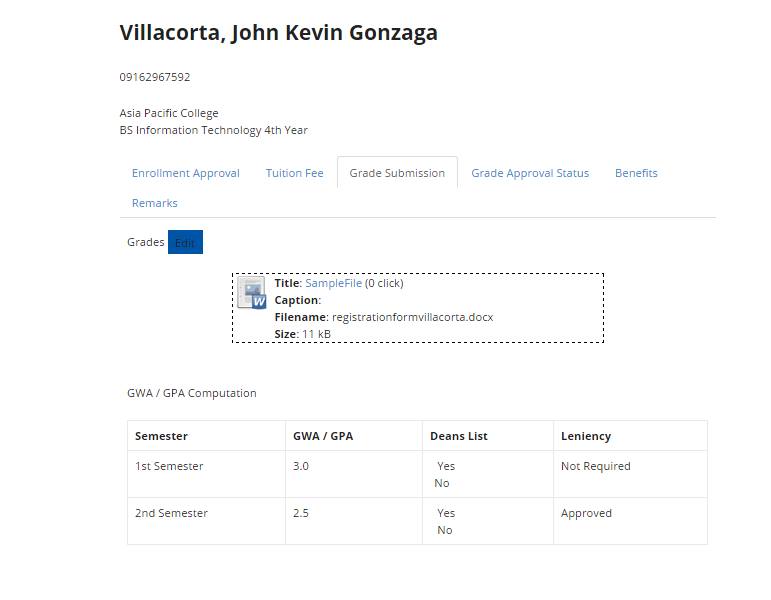 Villacorta, John Kevin Gonzaga
09162967592
Asia Pacific College
BS Information Technology 4th Year
Enrollment Approval Tuition Fee Grade Submission Grade Approval Status Benefits
Remarks
Grades Edit
Title: SampleFile (0 click)
Caption:
Filename: registrationformvillacorta.docx
Size: 11 kB
W
GWA / GPA Computation
Semester GWA / GPA Deans List Leniency
1st Semester 3.0 Yes Not Required
No
2nd Semester 2.5 Yes Approved
No